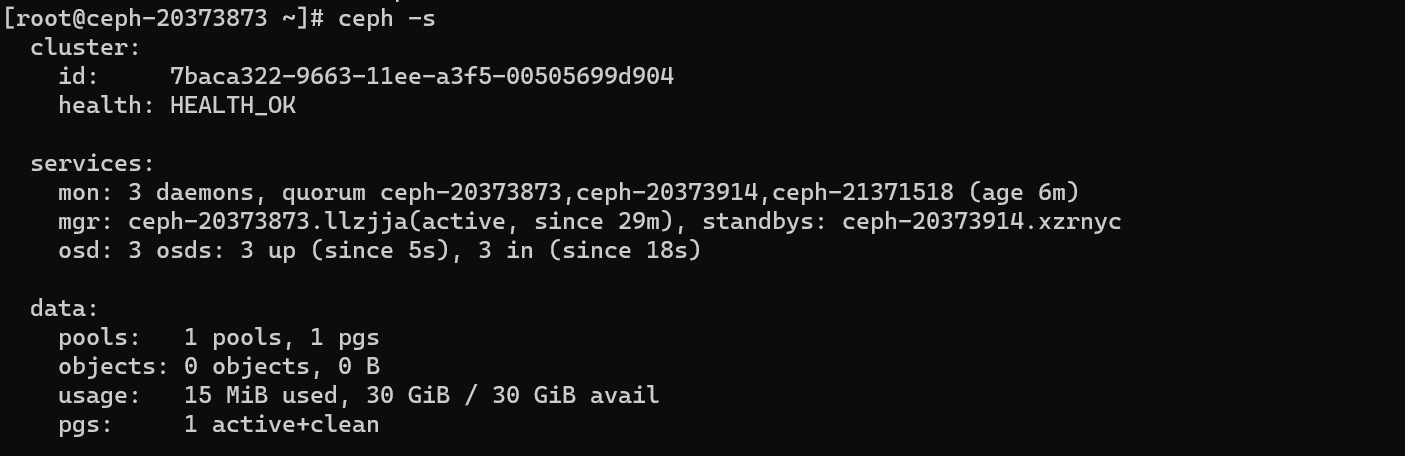 [root@ceph-20373873 ~]# ceph -s
  cluster:
    id:     7baca322-9663-11ee-a3f5-00505699d904
    health: HEALTH_OK

  services:
    mon: 3 daemons, quorum ceph-20373873,ceph-20373914,ceph-21371518 (age 6m)
    mgr: ceph-20373873.llzjja(active, since 29m), standbys: ceph-20373914.xzrnyc
    osd: 3 osds: 3 up (since 5s), 3 in (since 18s)

  data:
    pools:   1 pools, 1 pgs
    objects: 0 objects, 0 B
    usage:   15 MiB used, 30 GiB / 30 GiB avail
    pgs:     1 active+clean